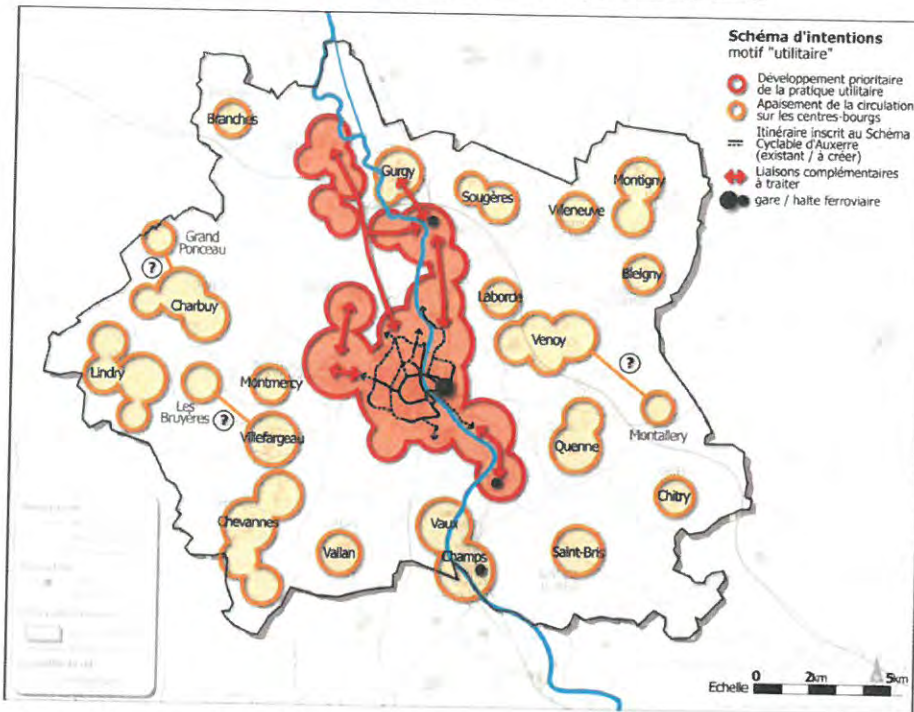 Schéma d'intentions
motif "utilitaire"
Développement prioritaire
de la pratique utilitaire
Apaisement de la circulation
sur les centres-bourgs
Itinéraire inscrit au Schéma
Cyclable d'Auxerre
(existant / à créer)
Liaisons complémentaires
à traiter
gare / halte ferroviaire
Branches
Gurgy
Sougères
Villeneuve
Montigny
Grand
Ponceau
?
Charbuy
Bleigny
Laborde
Venoy
?
Lindry
Les
Bruyères
?
Montmercy
Villefargeau
Montallery
Quenne
Chitry
Chevannes
Vallan
Vaux
Champs
Saint-Bris
Echelle
0
2km
5km